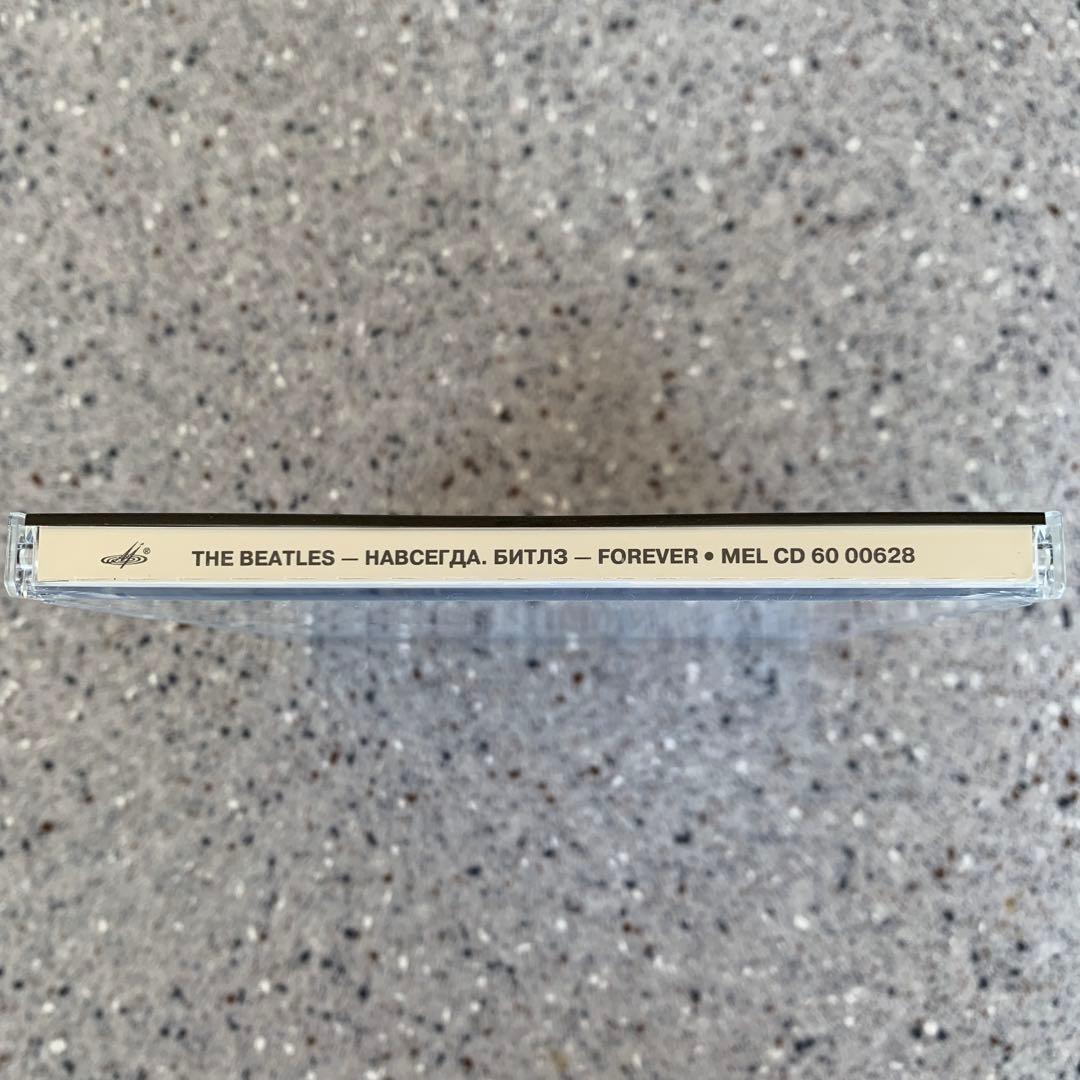 ® THE BEATLES — НАВСЕГДА. БИТЛЗ — FOREVER • MEL CD 60 00628